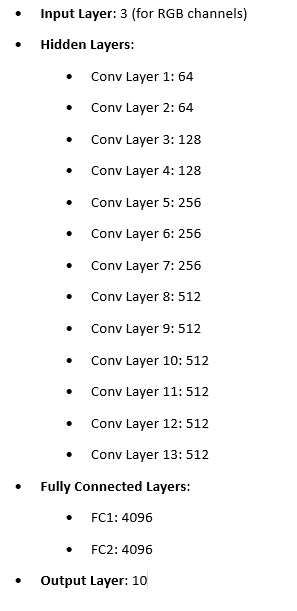 • Input Layer: 3 (for RGB channels)
• Hidden Layers:
• Conv Layer 1: 64
• Conv Layer 2: 64
• Conv Layer 3: 128
• Conv Layer 4: 128
• Conv Layer 5: 256
• Conv Layer 6: 256
• Conv Layer 7: 256
• Conv Layer 8: 512
• Conv Layer 9: 512
• Conv Layer 10: 512
• Conv Layer 11: 512
• Conv Layer 12: 512
• Conv Layer 13: 512
• Fully Connected Layers:
• FC1: 4096
• FC2: 4096
• Output Layer: 10